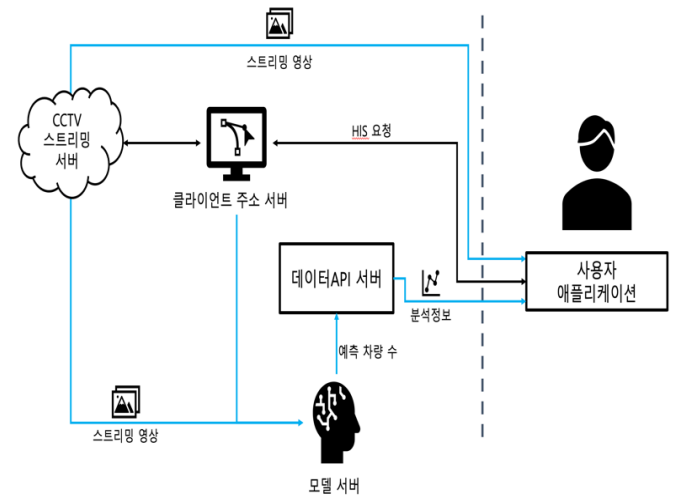 스트리밍 영상
CCTV
스트리밍
서버
HIS 요청
클라이언트 주소 서버
데이터API 서버
사용자
애플리케이션
분석정보
예측 차량 수
스트리밍 영상
모델 서버